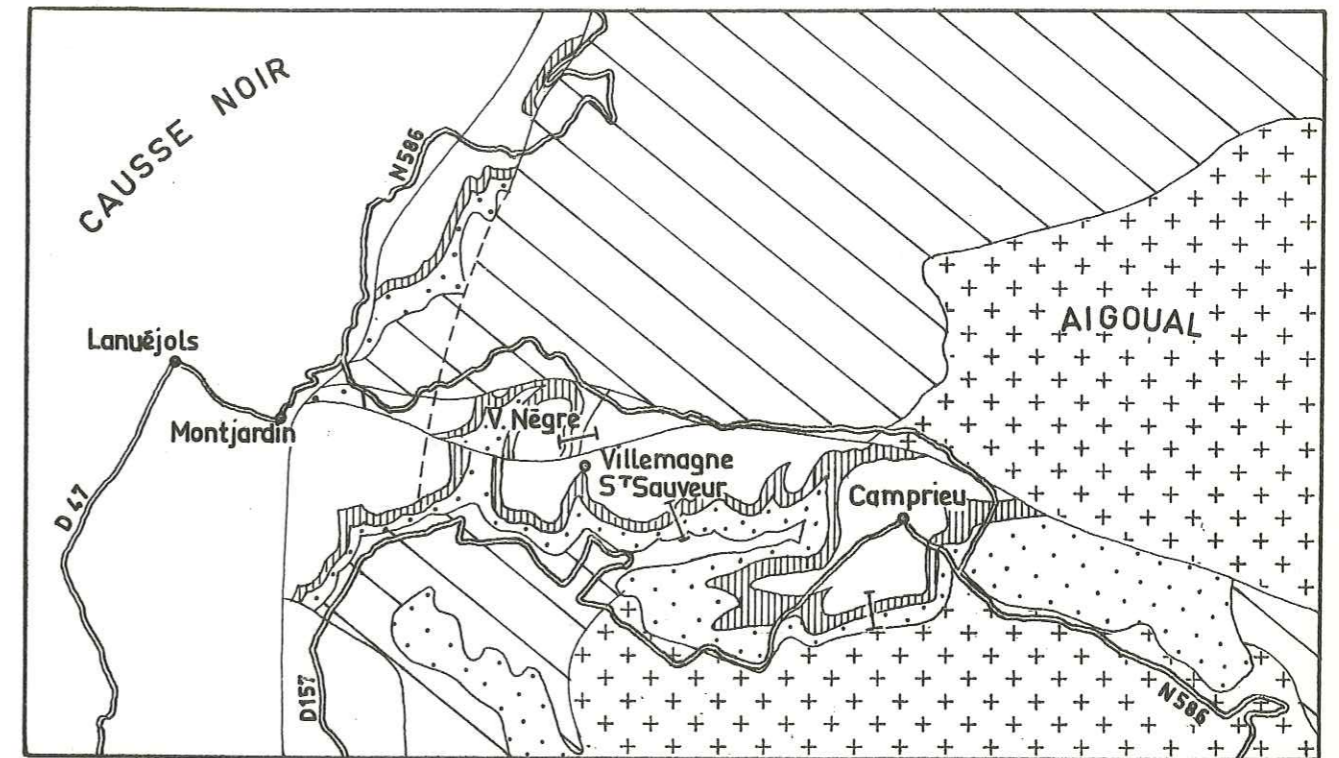 CAUSSE NOIR
N586
AIGOUAL
Lanuéjols
Montjardin
V. Nègre
Villemagne
Sᵀ Sauveur
Camprieu
D47
D157
N586